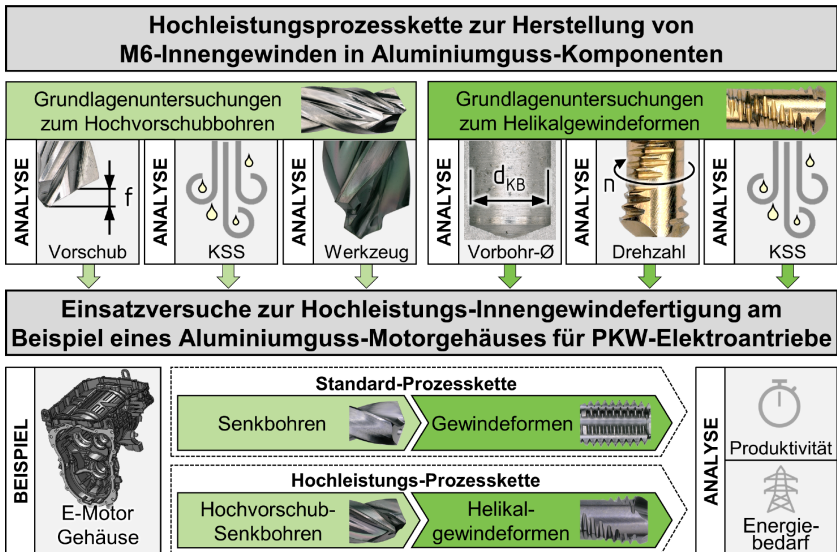 Hochleistungsprozesskette zur Herstellung von
M6-Innengewinden in Aluminiumguss-Komponenten
Grundlagenuntersuchungen
zum Hochvorschubbohren
Grundlagenuntersuchungen
zum Helikalgewindeformen
ANALYSE
f
Vorschub
ANALYSE
KSS
ANALYSE
Werkzeug
ANALYSE
dKB
Vorbohr-Ø
ANALYSE
n
Drehzahl
ANALYSE
KSS
Einsatzversuche zur Hochleistungs-Innengewindefertigung am
Beispiel eines Aluminiumguss-Motorgehäuses für PKW-Elektroantriebe
BEISPIEL
E-Motor
Gehäuse
Standard-Prozesskette
Senkbohren
Gewindeformen
Hochleistungs-Prozesskette
Hochvorschub-
Senkbohren
Helikal-
gewindeformen
ANALYSE
Produktivität
Energie-
bedarf